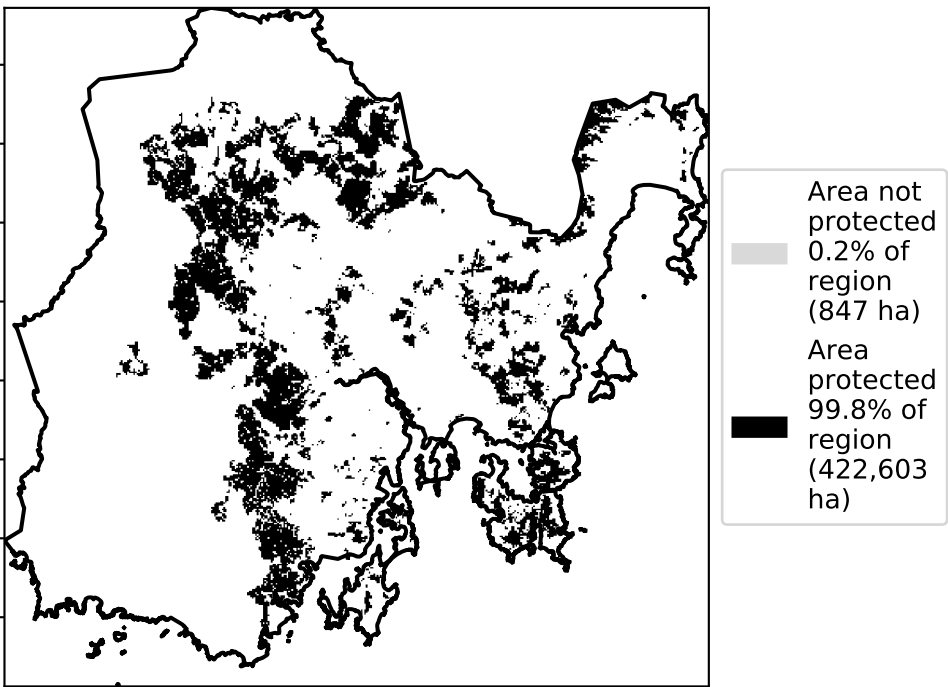 Area not
protected
0.2% of
region
(847 ha)
Area
protected
99.8% of
region
(422,603
ha)